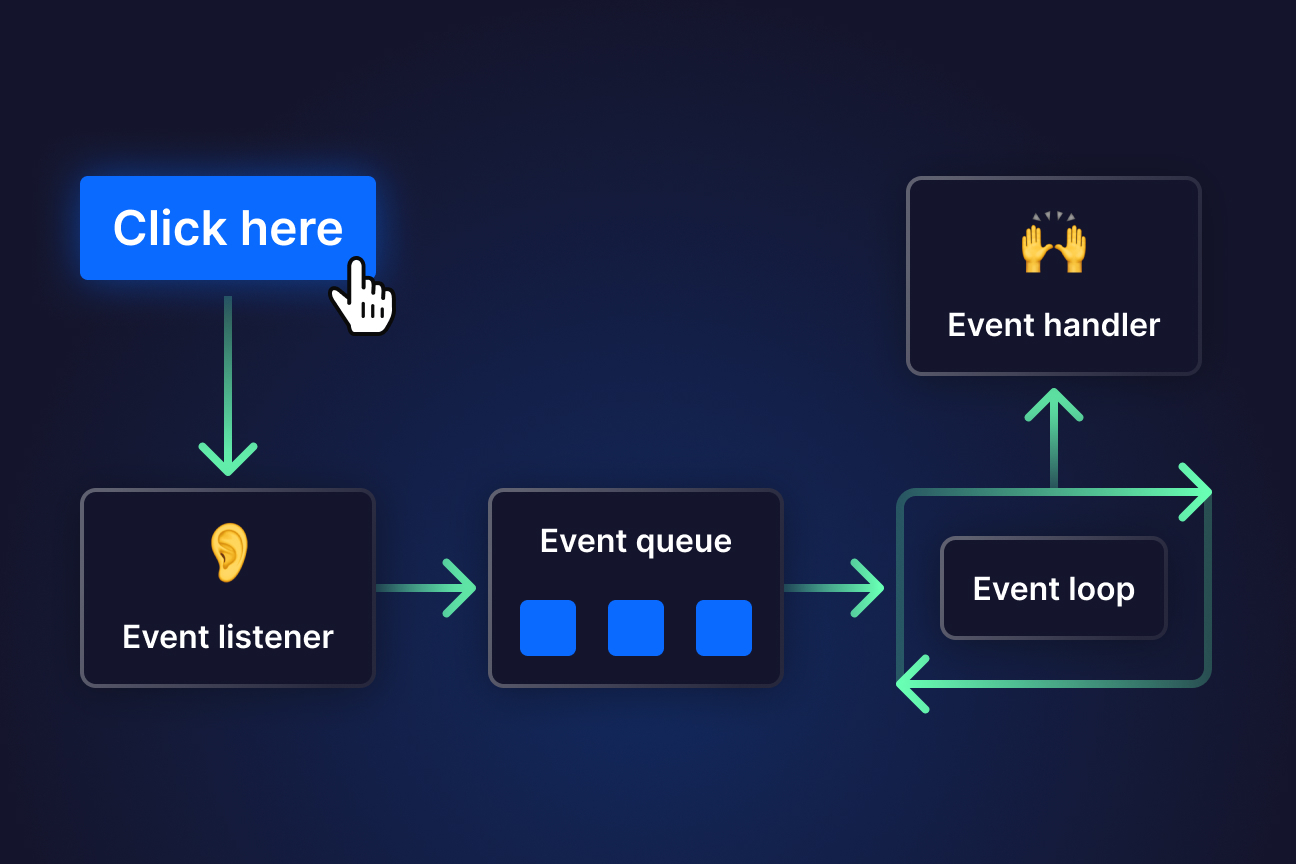 Click here
Event handler
Event queue
Event loop
Event listener